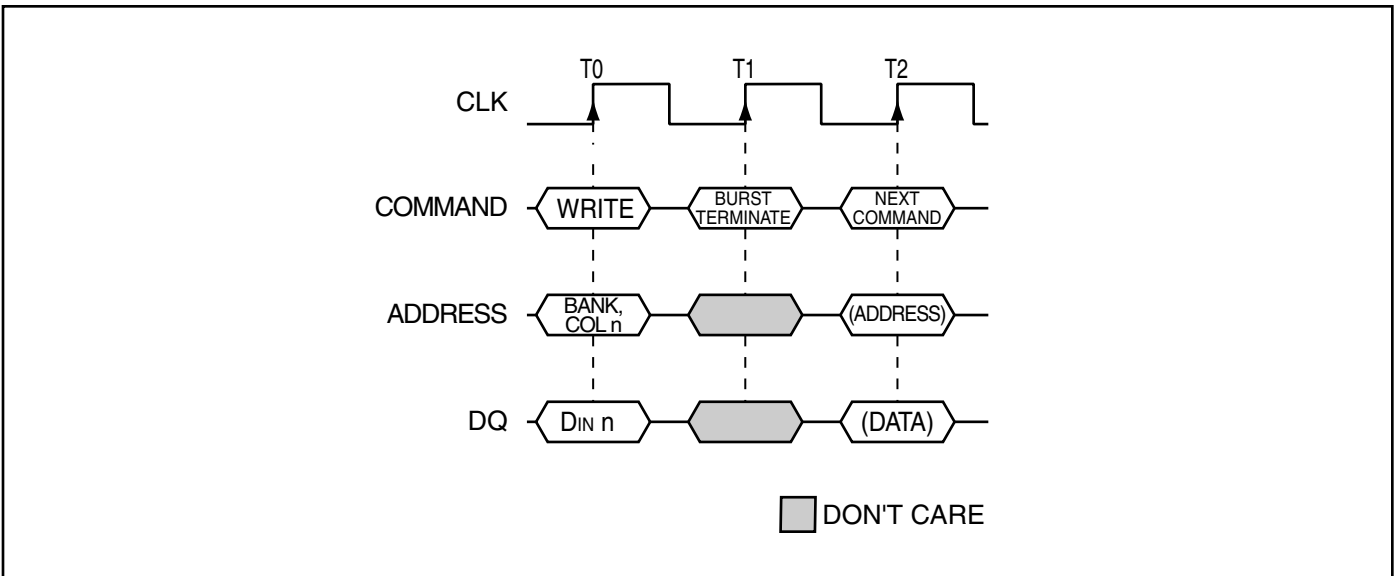 T0 T1 T2
CLK
COMMAND WRITE BURST TERMINATE NEXT COMMAND
ADDRESS BANK, COL n (ADDRESS)
DQ DIN n (DATA)
DON'T CARE